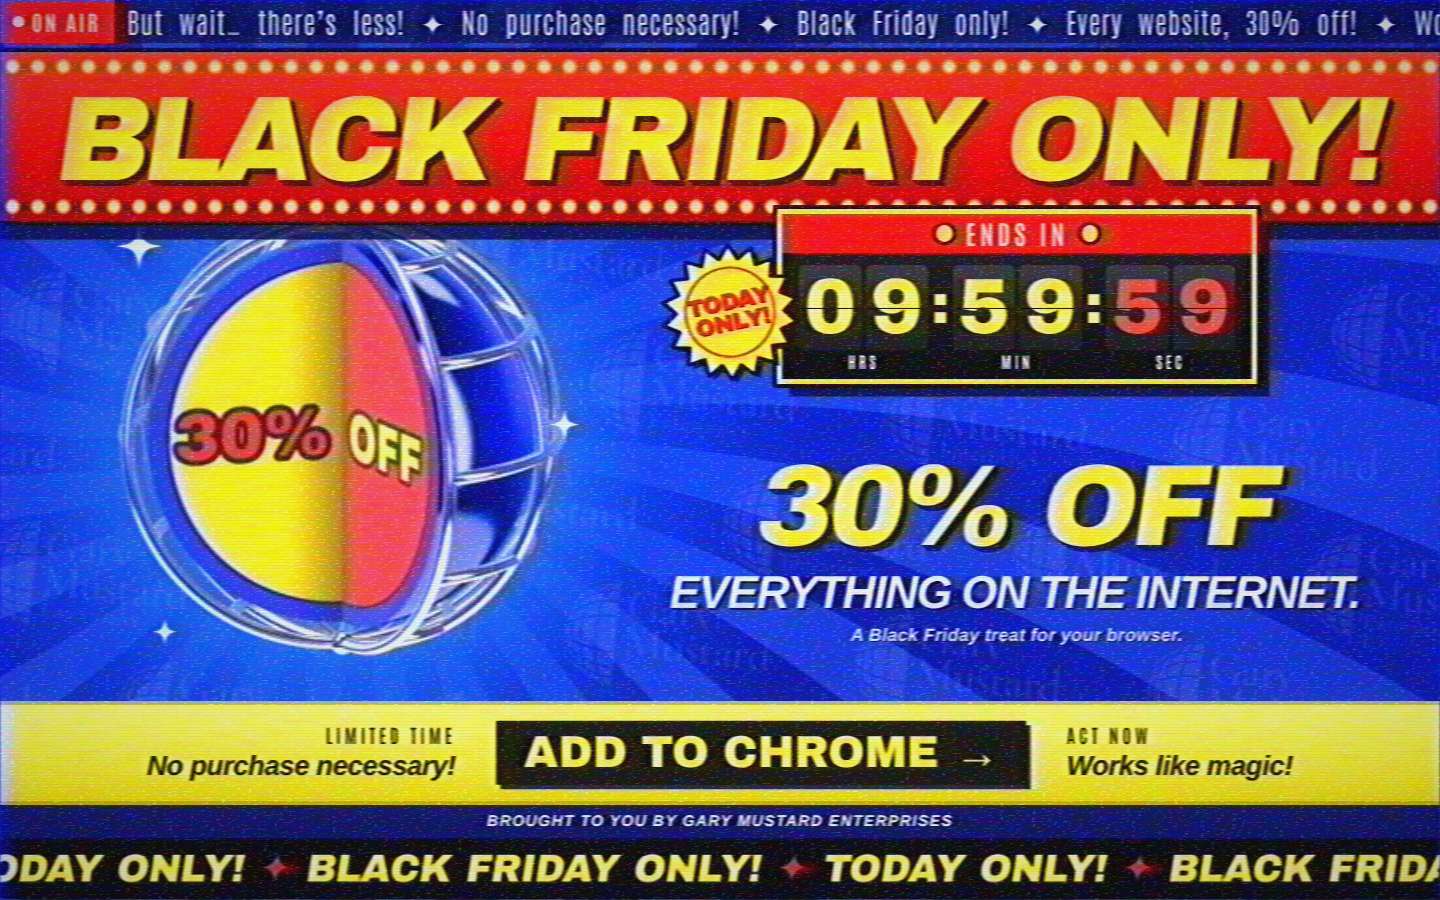 ON AIR But wait… there's less! ✦ No purchase necessary! ✦ Black Friday only! ✦ Every website, 30% off! ✦
BLACK FRIDAY ONLY!
ENDS IN
TODAY
ONLY!
09:59:59
HRS MIN SEC
30% OFF
30% OFF
EVERYTHING ON THE INTERNET.
A Black Friday treat for your browser.
LIMITED TIME
No purchase necessary!
ADD TO CHROME →
ACT NOW
Works like magic!
BROUGHT TO YOU BY GARY MUSTARD ENTERPRISES
ODAY ONLY! ✦ BLACK FRIDAY ONLY! ✦ TODAY ONLY! ✦ BLACK FRIDA